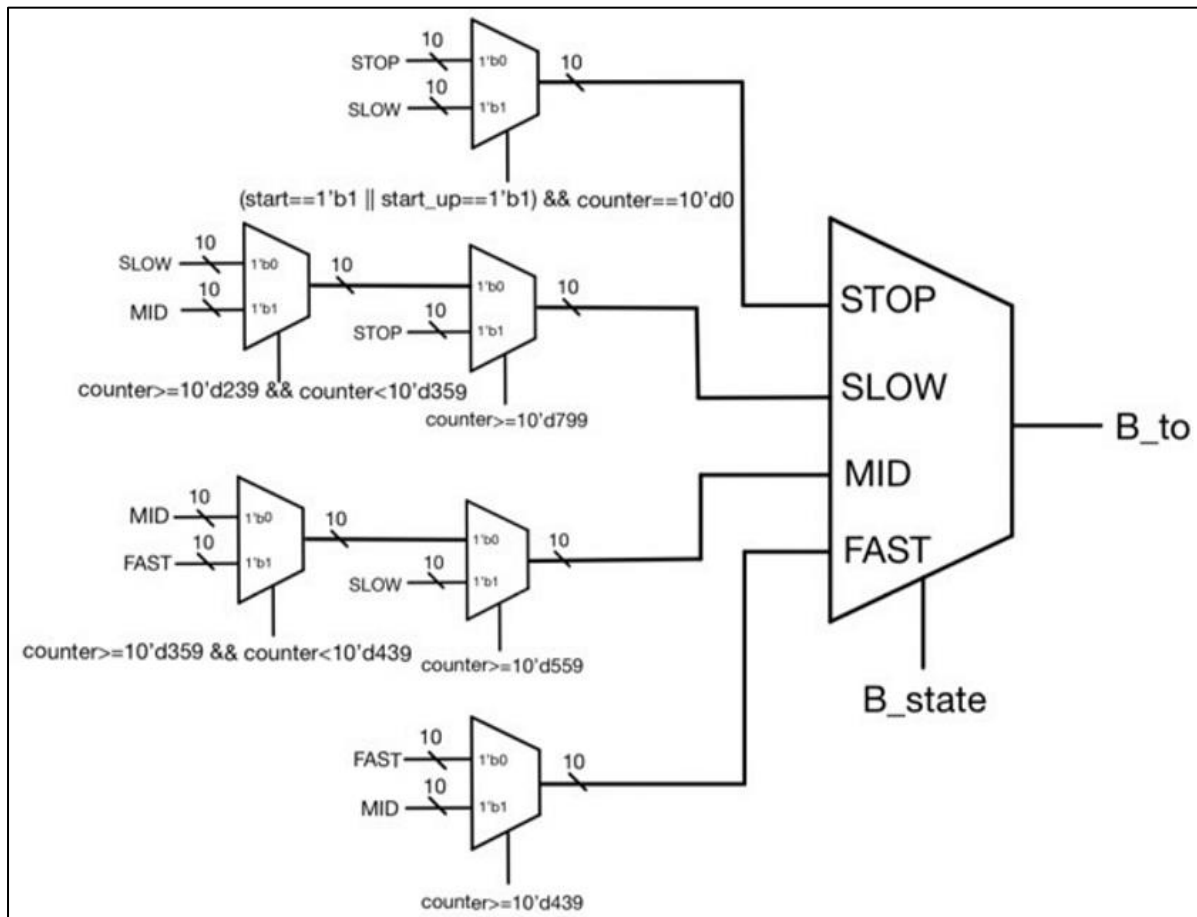 10
STOP
1'b0
10
10
SLOW
1'b1
(start==1'b1 || start_up==1'b1) && counter==10'd0
10
SLOW
1'b0
10
10
MID
1'b1
counter>=10'd239 && counter<10'd359
1'b0
10
10
STOP
1'b1
counter>=10'd799
10
MID
1'b0
10
10
FAST
1'b1
counter>=10'd359 && counter<10'd439
1'b0
10
10
SLOW
1'b1
counter>=10'd559
10
FAST
1'b0
10
10
MID
1'b1
counter>=10'd439
STOP
SLOW
MID
FAST
B_to
B_state